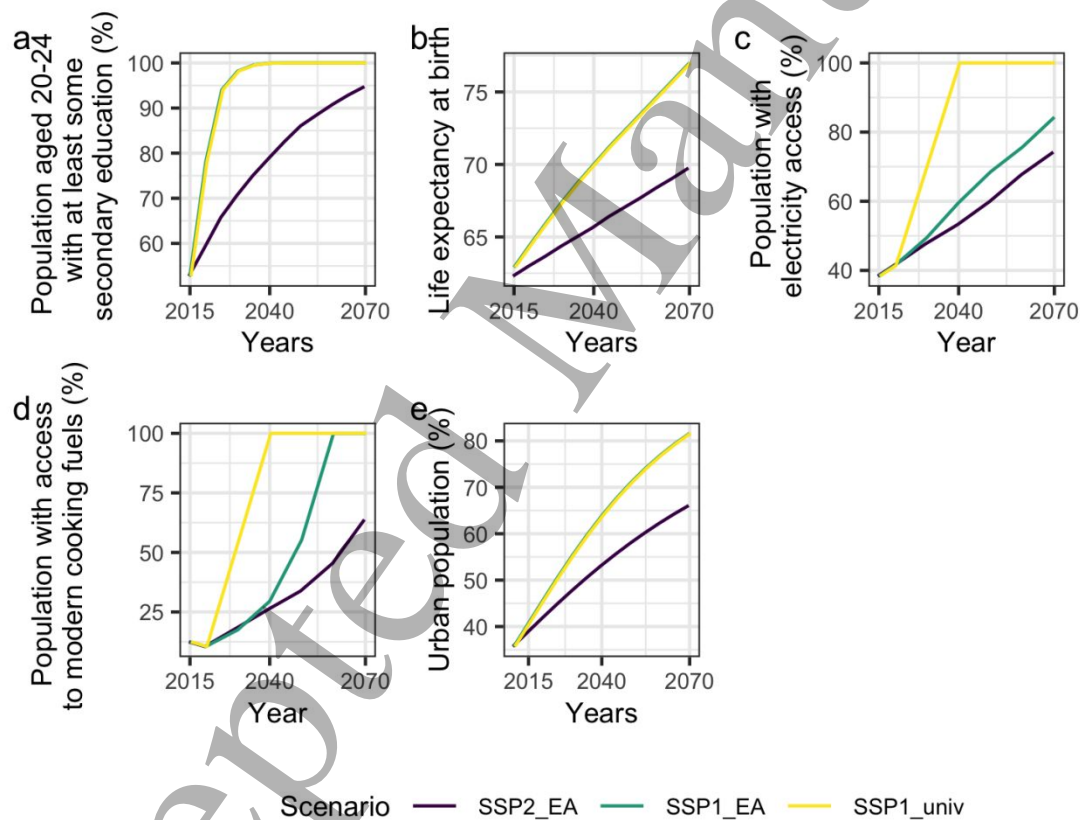 a
Population aged 20-24
with at least some
secondary education (%)
100
90
80
70
60
2015 2040 2070
Years
b
Life expectancy at birth
75
70
65
2015 2040 2070
Years
c
Population with
electricity access (%)
100
80
60
40
2015 2040 2070
Year
d
Population with access
to modern cooking fuels (%)
100
75
50
25
2015 2040 2070
Year
e
Urban population (%)
80
70
60
50
40
2015 2040 2070
Years
Scenario SSP2_EA SSP1_EA SSP1_univ
epted Man